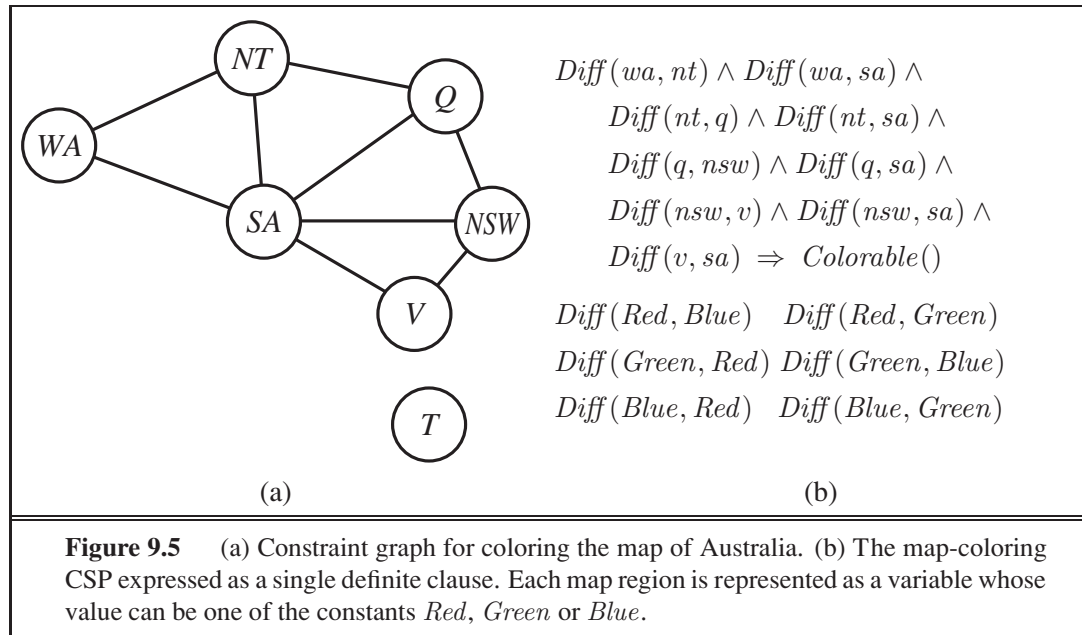 NT
Q
WA
SA
NSW
V
T
(a)
Diff(wa, nt) ∧ Diff(wa, sa) ∧
Diff(nt, q) ∧ Diff(nt, sa) ∧
Diff(q, nsw) ∧ Diff(q, sa) ∧
Diff(nsw, v) ∧ Diff(nsw, sa) ∧
Diff(v, sa) ⇒ Colorable()
Diff(Red, Blue) Diff(Red, Green)
Diff(Green, Red) Diff(Green, Blue)
Diff(Blue, Red) Diff(Blue, Green)
(b)
Figure 9.5 (a) Constraint graph for coloring the map of Australia. (b) The map-coloring
CSP expressed as a single definite clause. Each map region is represented as a variable whose
value can be one of the constants Red, Green or Blue.